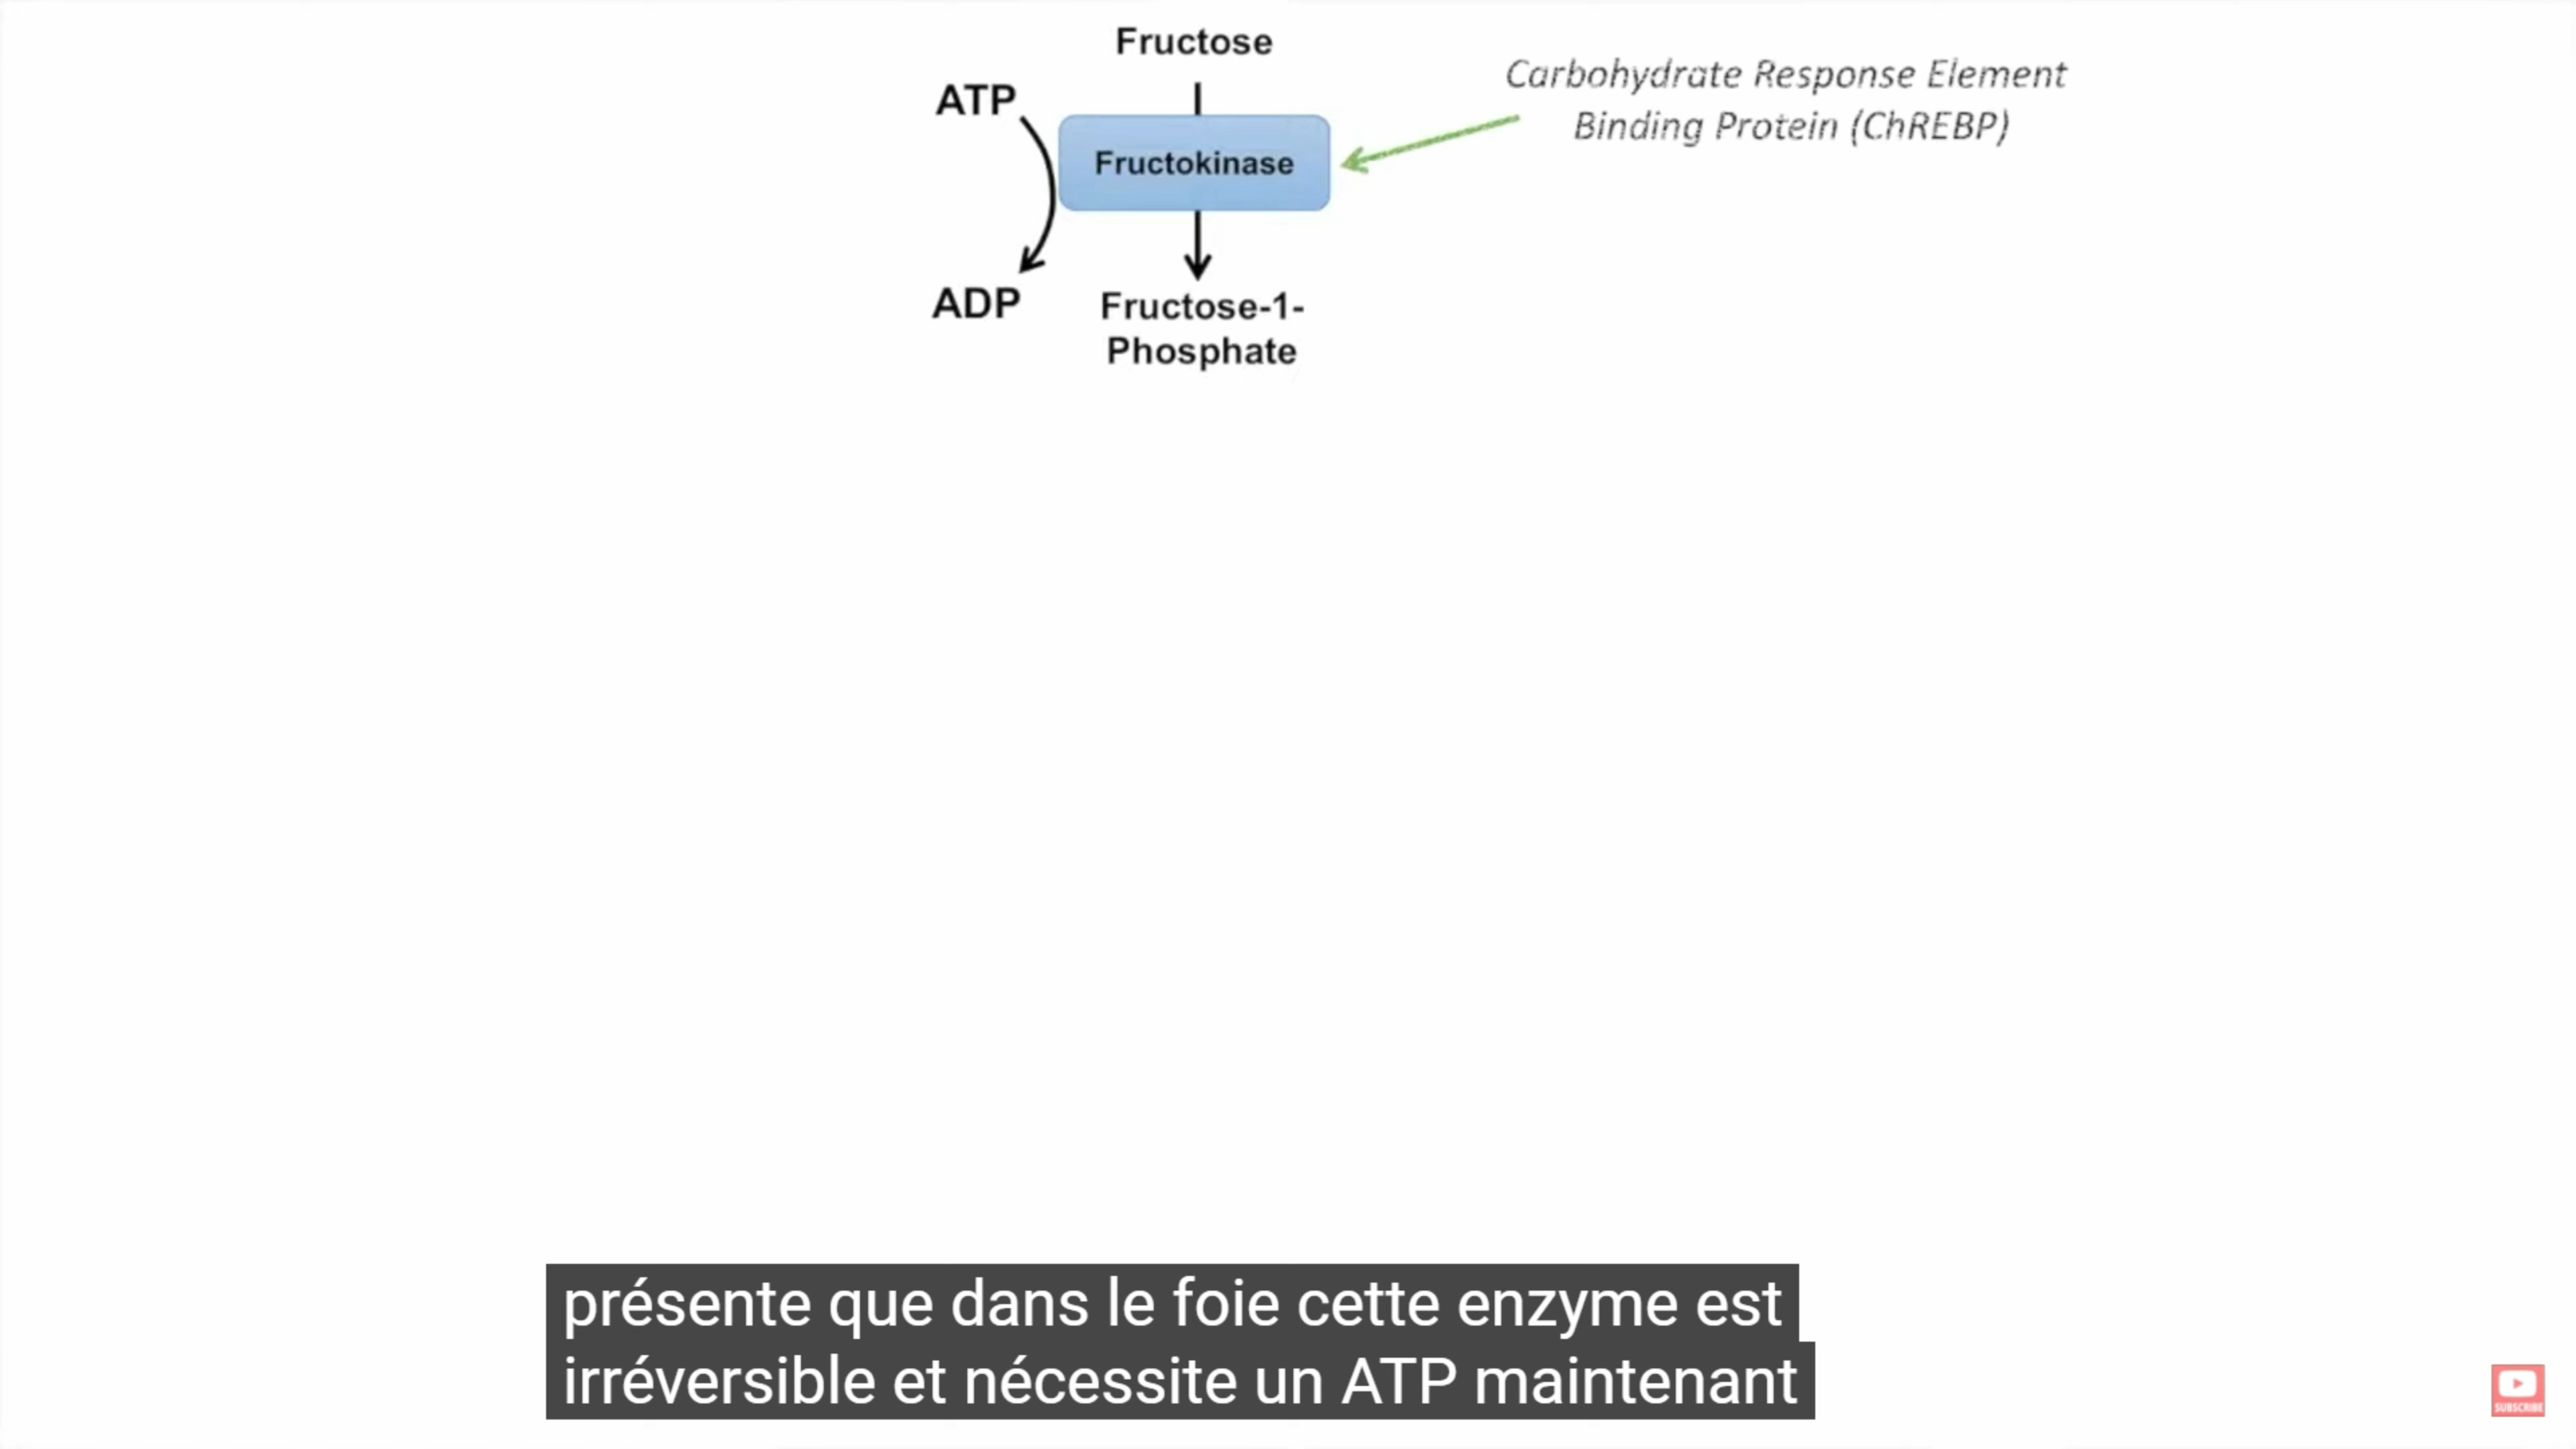 Fructose
ATP
Carbohydrate Response Element
Binding Protein (ChREBP)
Fructokinase
ADP
Fructose-1-
Phosphate
présente que dans le foie cette enzyme est
irréversible et nécessite un ATP maintenant
SUBSCRIBE